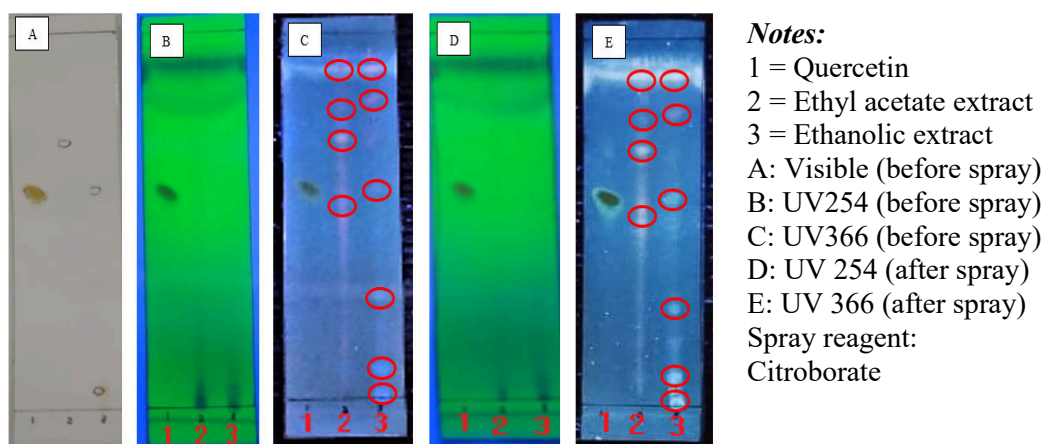 A
B
C
D
E
1 2 3
1 2 3
1 2 3
1 2 3
1 2 3
Notes:
1 = Quercetin
2 = Ethyl acetate extract
3 = Ethanolic extract
A: Visible (before spray)
B: UV254 (before spray)
C: UV366 (before spray)
D: UV 254 (after spray)
E: UV 366 (after spray)
Spray reagent:
Citroborate